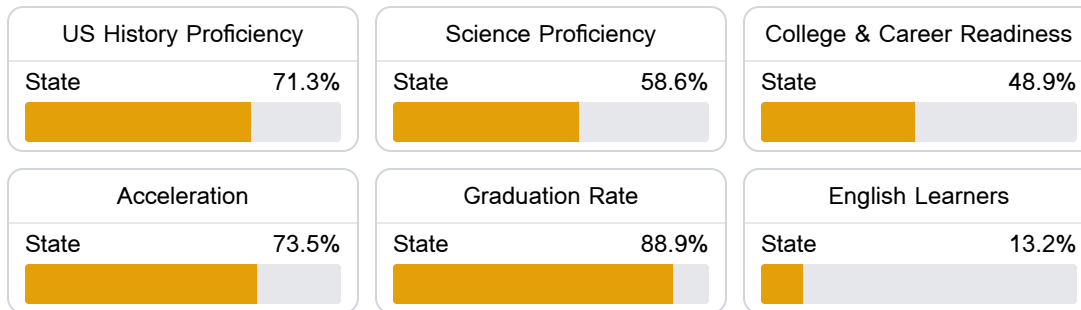 US History Proficiency
State 71.3%
Science Proficiency
State 58.6%
College & Career Readiness
State 48.9%
Acceleration
State 73.5%
Graduation Rate
State 88.9%
English Learners
State 13.2%